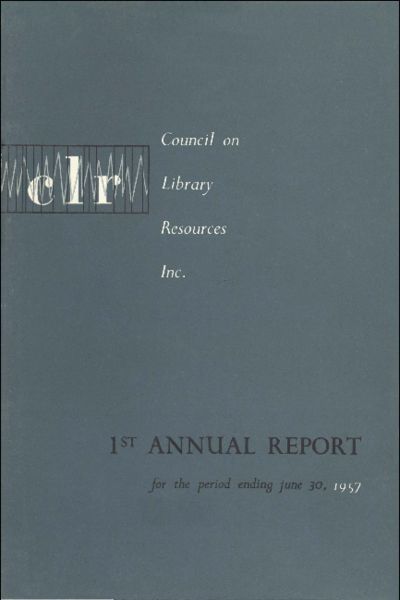 clr
Council on
Library
Resources
Inc.
1ST ANNUAL REPORT
for the period ending june 30, 1957